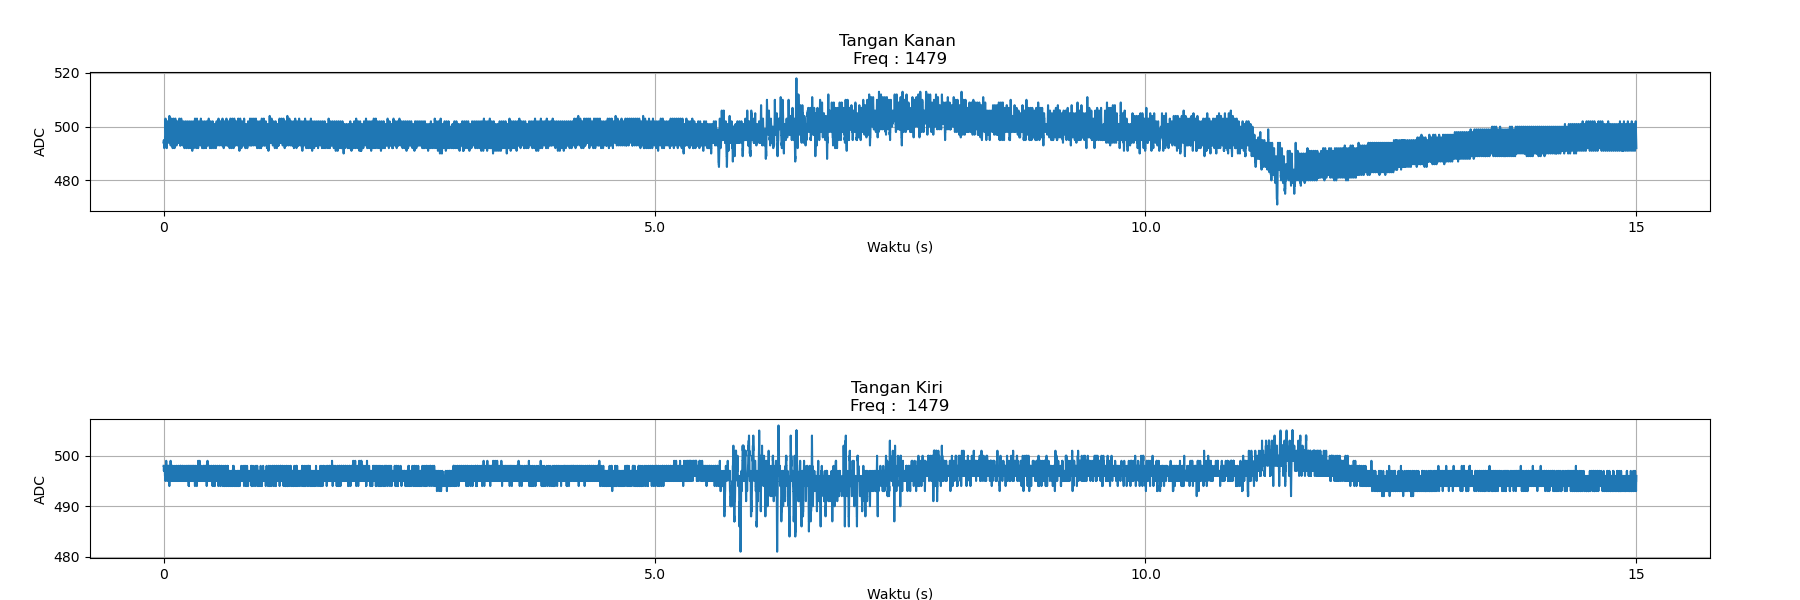 Tangan Kanan
Freq : 1479
520
500
480
ADC
0 5.0 10.0 15
Waktu (s)
Tangan Kiri
Freq :  1479
500
490
480
ADC
0 5.0 10.0 15
Waktu (s)